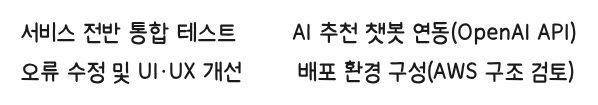 서비스 전반 통합 테스트
오류 수정 및 UI·UX 개선
AI 추천 챗봇 연동(OpenAI API)
배포 환경 구성(AWS 구조 검토)